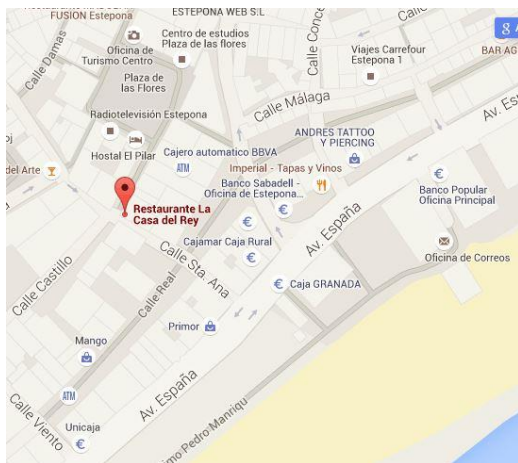 FUSION Estepona
ESTEPONA WEB S.L
Calle Damas
Oficina de
Turismo Centro
Centro de estudios
Plaza de las flores
Calle Conce
Viajes Carrefour
Estepona 1
BAR AG
Plaza de
las Flores
Calle Málaga
Av. España
Radiotelevisión Estepona
Hostal El Pilar
ANDRES TATTOO
Y PIERCING
Cajero automatico BBVA
ATM
del Arte
Imperial - Tapas y Vinos
Banco Sabadell -
Oficina de Estepona...
Banco Popular
Oficina Principal
Restaurante La
Casa del Rey
Cajamar Caja Rural
Av. España
Oficina de Correos
Calle Castillo
Calle Sta. Ana
Calle Real
Caja GRANADA
Primor
Mango
ATM
Av. España
Calle Viento
Unicaja
imo Pedro Manriqu